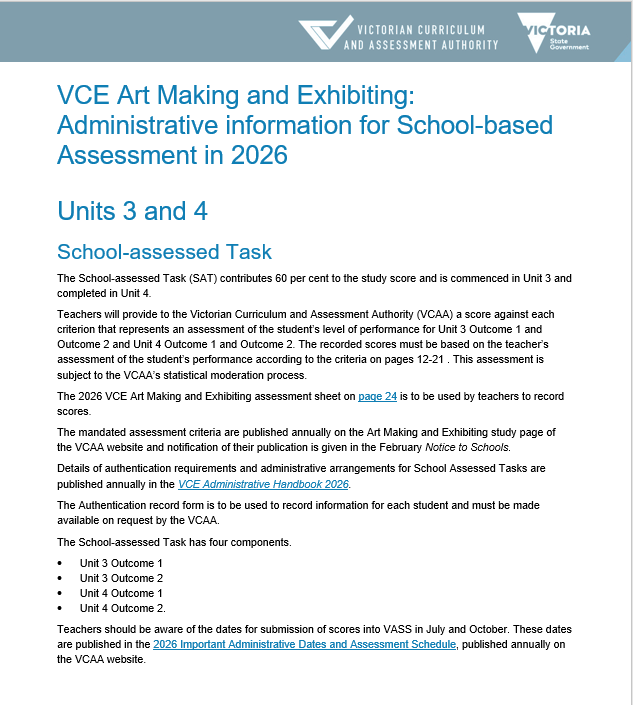 VICTORIAN CURRICULUM
AND ASSESSMENT AUTHORITY
VICTORIA
State
Government
VCE Art Making and Exhibiting:
Administrative information for School-based
Assessment in 2026
Units 3 and 4
School-assessed Task
The School-assessed Task (SAT) contributes 60 per cent to the study score and is commenced in Unit 3 and
completed in Unit 4.
Teachers will provide to the Victorian Curriculum and Assessment Authority (VCAA) a score against each
criterion that represents an assessment of the student's level of performance for Unit 3 Outcome 1 and
Outcome 2 and Unit 4 Outcome 1 and Outcome 2. The recorded scores must be based on the teacher's
assessment of the student's performance according to the criteria on pages 12-21 . This assessment is
subject to the VCAA's statistical moderation process.
The 2026 VCE Art Making and Exhibiting assessment sheet on page 24 is to be used by teachers to record
scores.
The mandated assessment criteria are published annually on the Art Making and Exhibiting study page of
the VCAA website and notification of their publication is given in the February Notice to Schools.
Details of authentication requirements and administrative arrangements for School Assessed Tasks are
published annually in the VCE Administrative Handbook 2026.
The Authentication record form is to be used to record information for each student and must be made
available on request by the VCAA.
The School-assessed Task has four components.
• Unit 3 Outcome 1
• Unit 3 Outcome 2
• Unit 4 Outcome 1
• Unit 4 Outcome 2.
Teachers should be aware of the dates for submission of scores into VASS in July and October. These dates
are published in the 2026 Important Administrative Dates and Assessment Schedule, published annually on
the VCAA website.